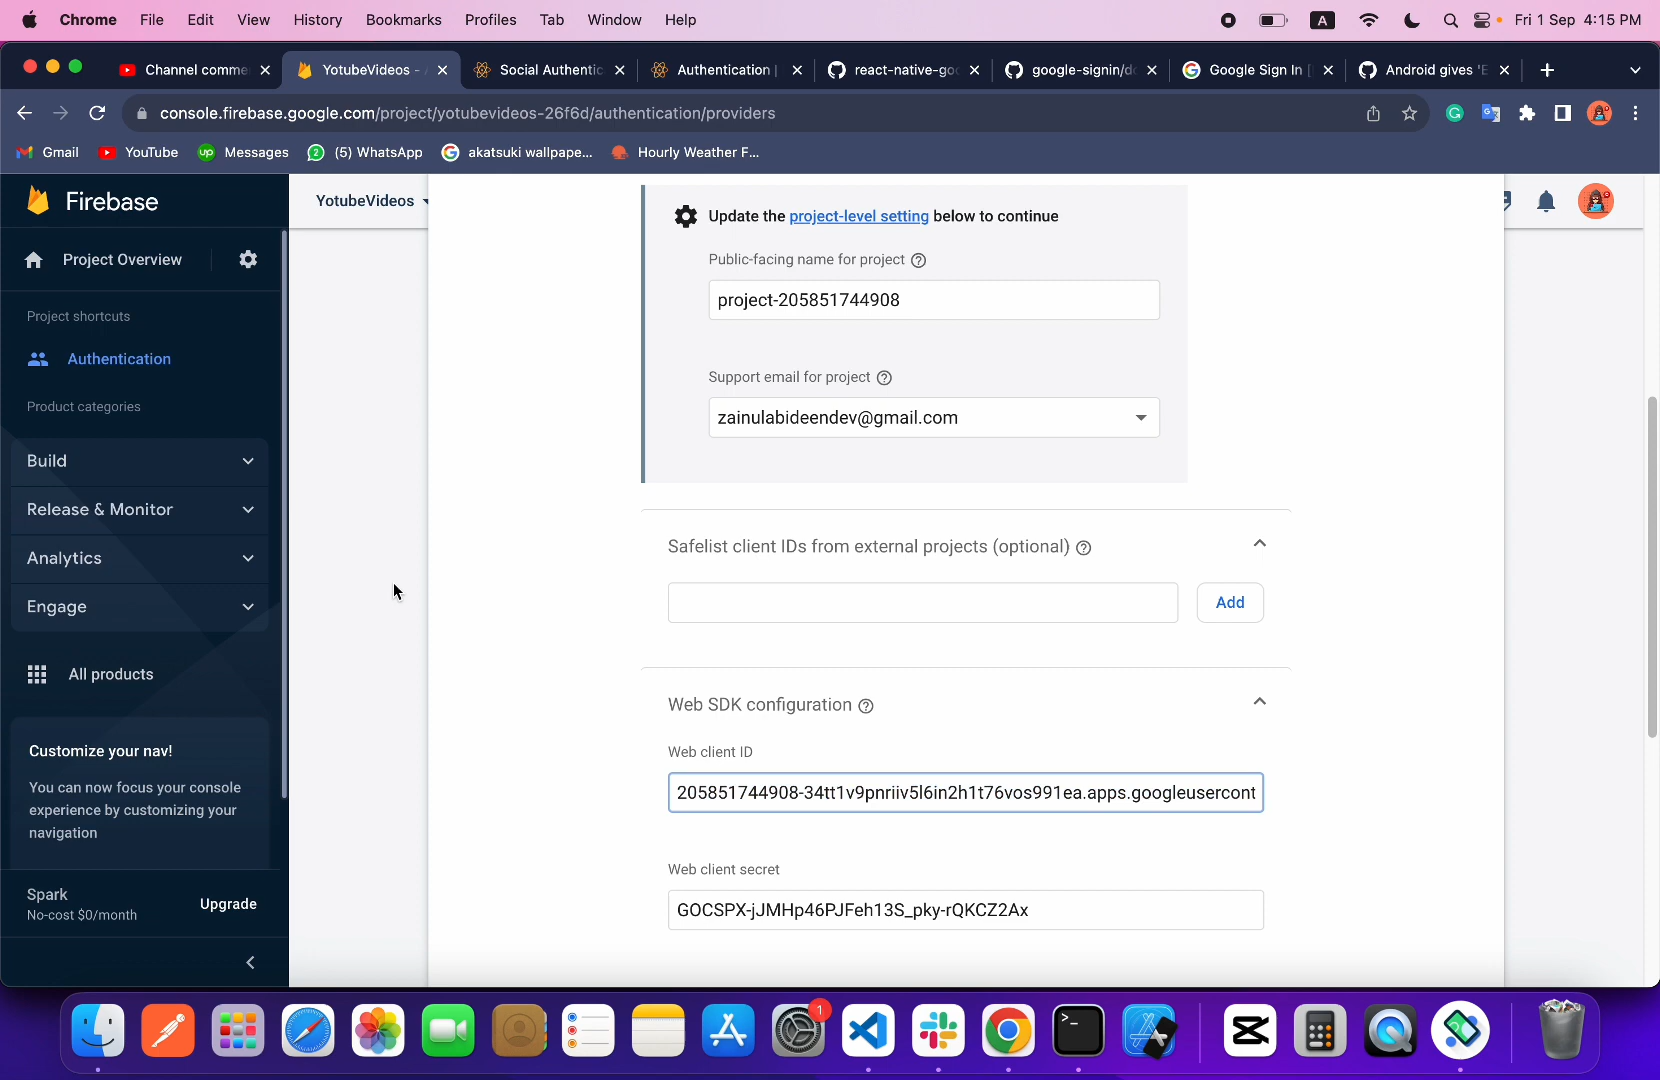 Chrome File Edit View History Bookmarks Profiles Tab Window Help A Fri 1 Sep 4:15 PM
Channel comme YotubeVideos - Social Authentic Authentication | react-native-goo google-signin/do Google Sign In Android gives 'E
console.firebase.google.com/project/yotubevideos-26f6d/authentication/providers
Gmail YouTube up Messages 2 (5) WhatsApp akatsuki wallpape... Hourly Weather F...
Firebase
YotubeVideos
Project Overview
Project shortcuts
Authentication
Product categories
Build
Release & Monitor
Analytics
Engage
All products
Customize your nav!
You can now focus your console
experience by customizing your
navigation
Spark
No-cost $0/month
Upgrade
Update the project-level setting below to continue
Public-facing name for project
project-205851744908
Support email for project
zainulabideendev@gmail.com
Safelist client IDs from external projects (optional)
Add
Web SDK configuration
Web client ID
205851744908-34tt1v9pnriiv5l6in2h1t76vos991ea.apps.googleusercont
Web client secret
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
1